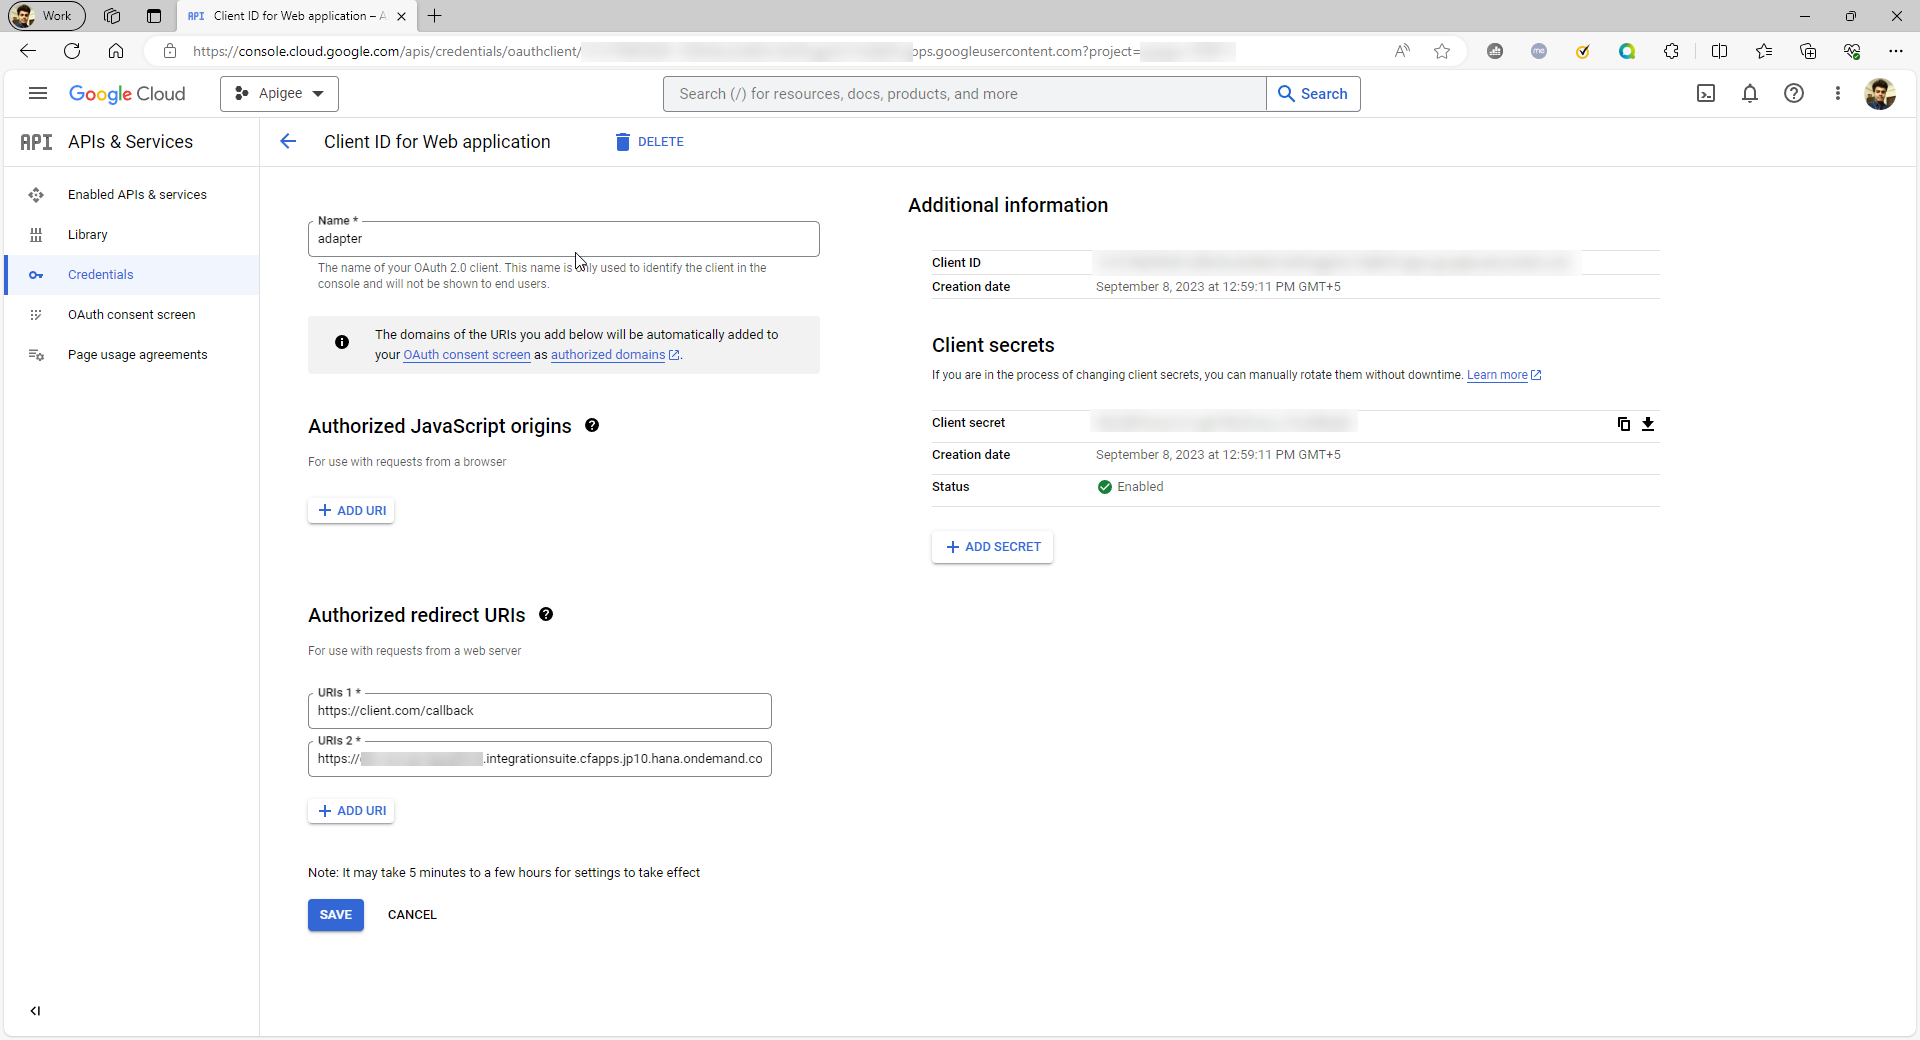 Work
API Client ID for Web application – A
https://console.cloud.google.com/apis/credentials/oauthclient/ pps.googleusercontent.com?project=
Google Cloud
Apigee
Search (/) for resources, docs, products, and more
Search
API APIs & Services
Client ID for Web application
DELETE
Enabled APIs & services
Library
Credentials
OAuth consent screen
Page usage agreements
Name *
adapter
The name of your OAuth 2.0 client. This name is only used to identify the client in the
console and will not be shown to end users.
The domains of the URIs you add below will be automatically added to
your OAuth consent screen as authorized domains .
Authorized JavaScript origins
For use with requests from a browser
ADD URI
Authorized redirect URIs
For use with requests from a web server
URIs 1 *
https://client.com/callback
URIs 2 *
https:// .integrationsuite.cfapps.jp10.hana.ondemand.co
ADD URI
Note: It may take 5 minutes to a few hours for settings to take effect
SAVE
CANCEL
Additional information
Client ID
Creation date September 8, 2023 at 12:59:11 PM GMT+5
Client secrets
If you are in the process of changing client secrets, you can manually rotate them without downtime. Learn more
Client secret
Creation date September 8, 2023 at 12:59:11 PM GMT+5
Status Enabled
ADD SECRET